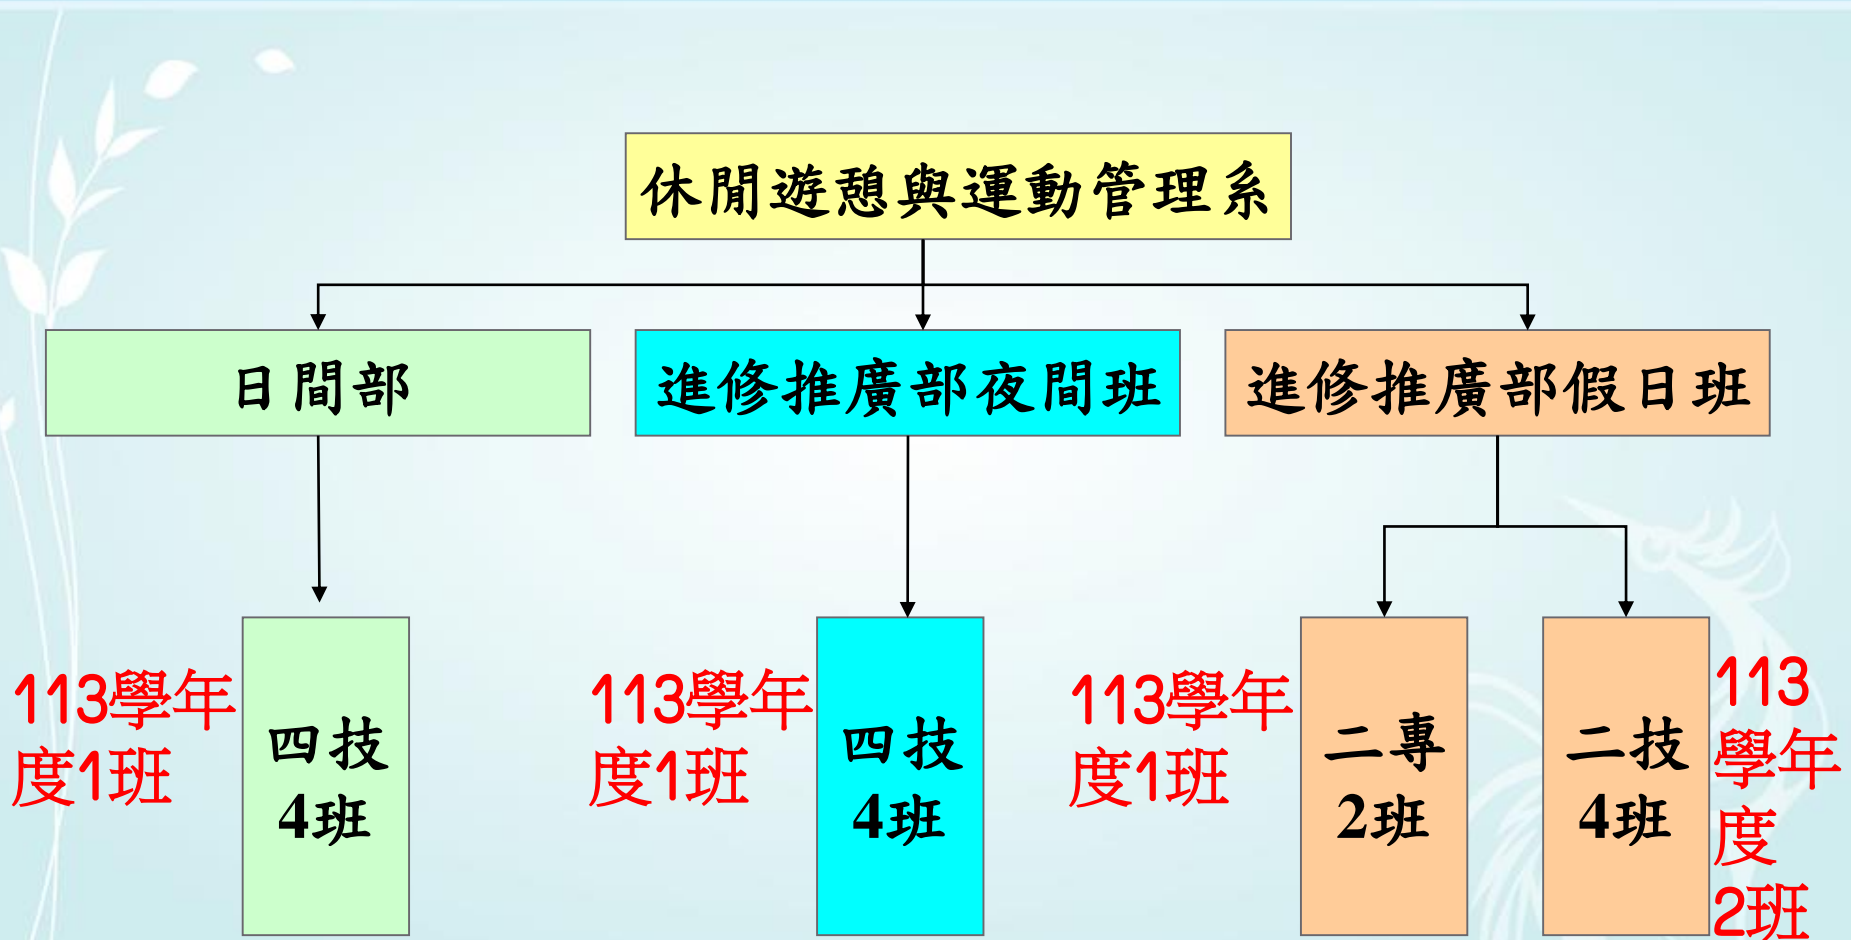 休閒遊憩與運動管理系
日間部
進修推廣部夜間班
進修推廣部假日班
113學年
度1班
四技
4班
113學年
度1班
四技
4班
113學年
度1班
二專
2班
二技
4班
113
學年
度
2班